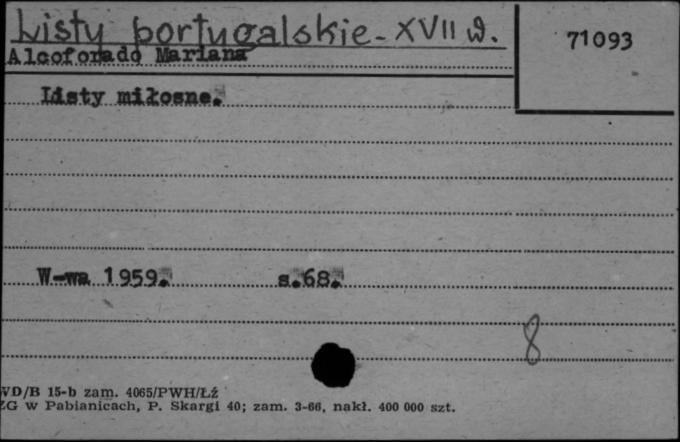 Listy portugalskie - XVII w.
71093
Alcoforado Mariana
Listy miłosne.
W-wa 1959. s.68.
8
WD/B 15-b zam. 4065/PWH/Łź
ZG w Pabianicach, P. Skargi 40; zam. 3-66, nakł. 400 000 szt.